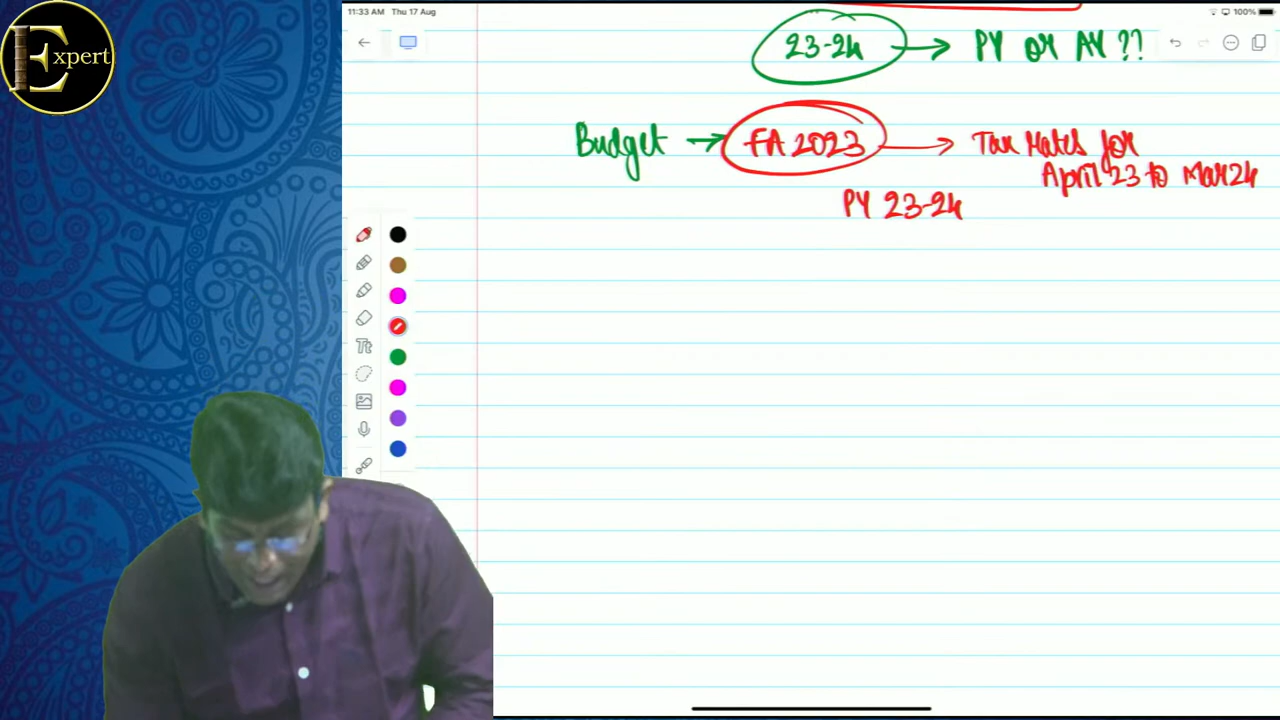 Expert
11:33 AM Thu 17 Aug
100%
23-24 → PY or AY ??
Budget → FA 2023 → Tax Rates for
April 23 to Mar 24
PY 23-24
Tt